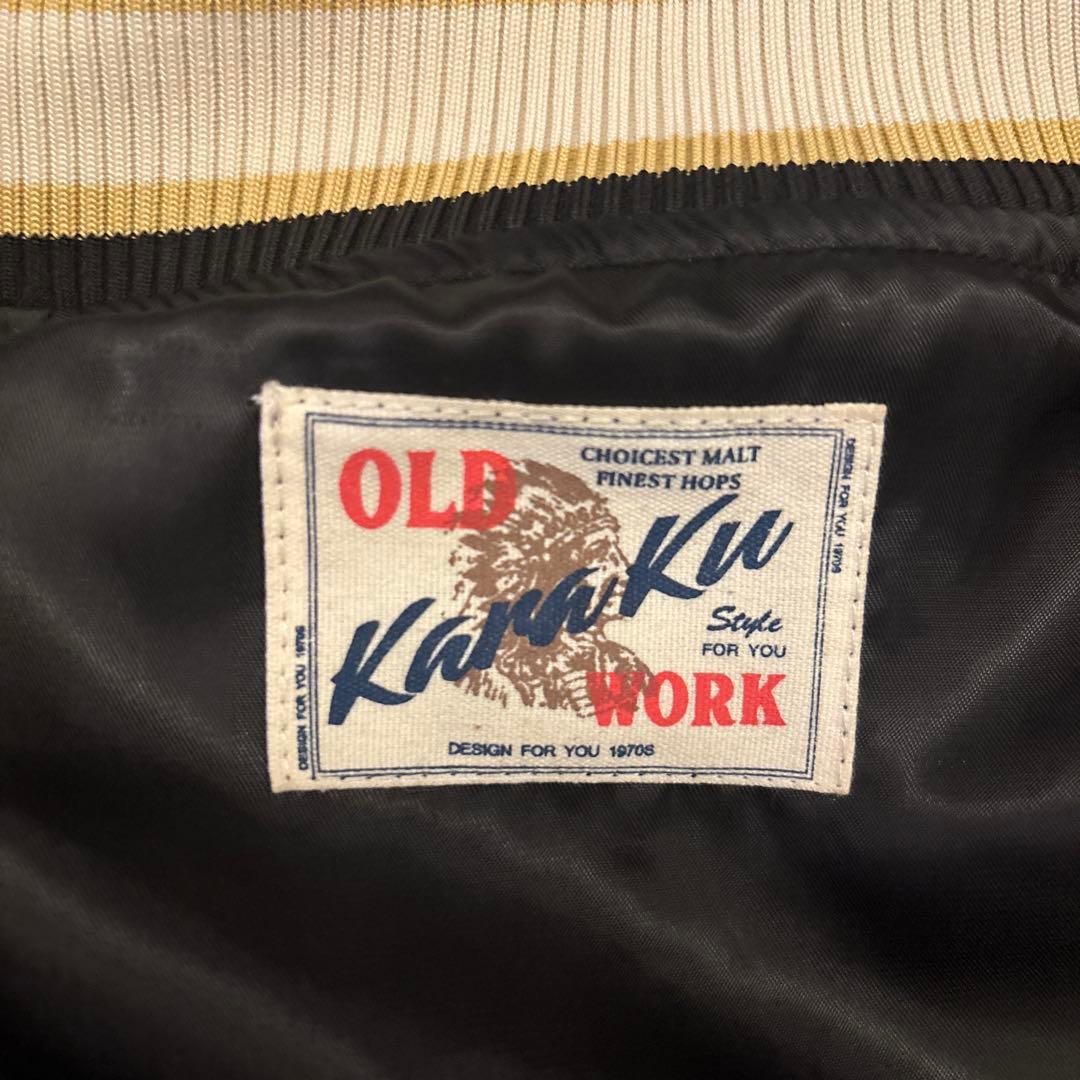 OLD
CHOICEST MALT
FINEST HOPS
KaraKu
Style
FOR YOU
WORK
DESIGN FOR YOU 1970S
DESIGN FOR YOU 1970S
DESIGN FOR YOU 1970S